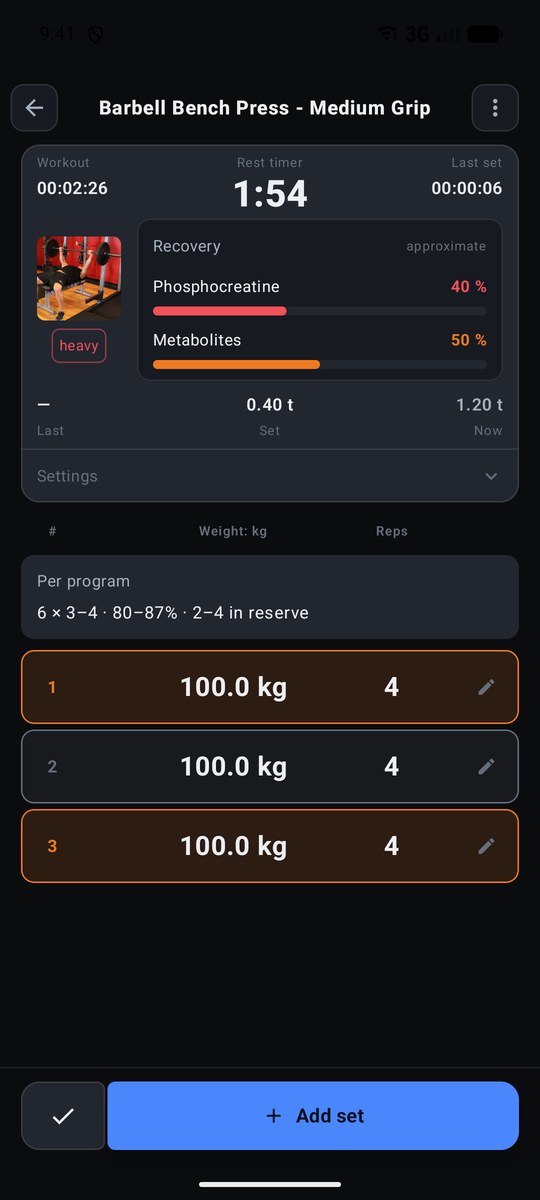 9:41
3G
Barbell Bench Press - Medium Grip
Workout
Rest timer
Last set
00:02:26
1:54
00:00:06
Recovery
approximate
Phosphocreatine
40 %
Metabolites
50 %
heavy
–
0.40 t
1.20 t
Last
Set
Now
Settings
#
Weight: kg
Reps
Per program
6 × 3–4 · 80–87% · 2–4 in reserve
1
100.0 kg
4
2
100.0 kg
4
3
100.0 kg
4
+ Add set